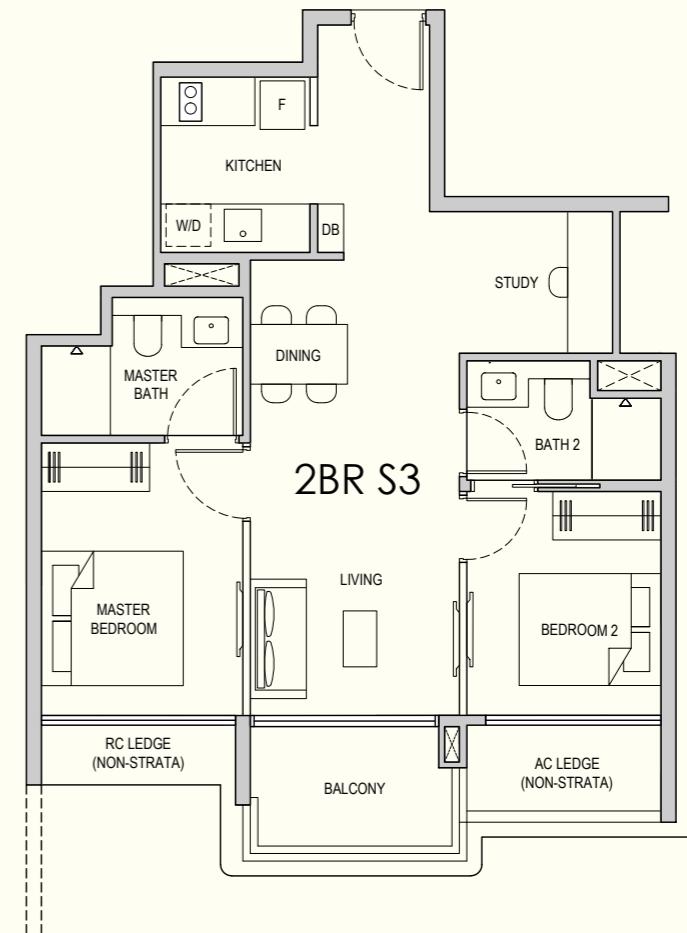 F
KITCHEN
W/D
DB
STUDY
DINING
MASTER
BATH
BATH 2
2BR S3
LIVING
MASTER
BEDROOM
BEDROOM 2
RC LEDGE
(NON-STRATA)
BALCONY
AC LEDGE
(NON-STRATA)